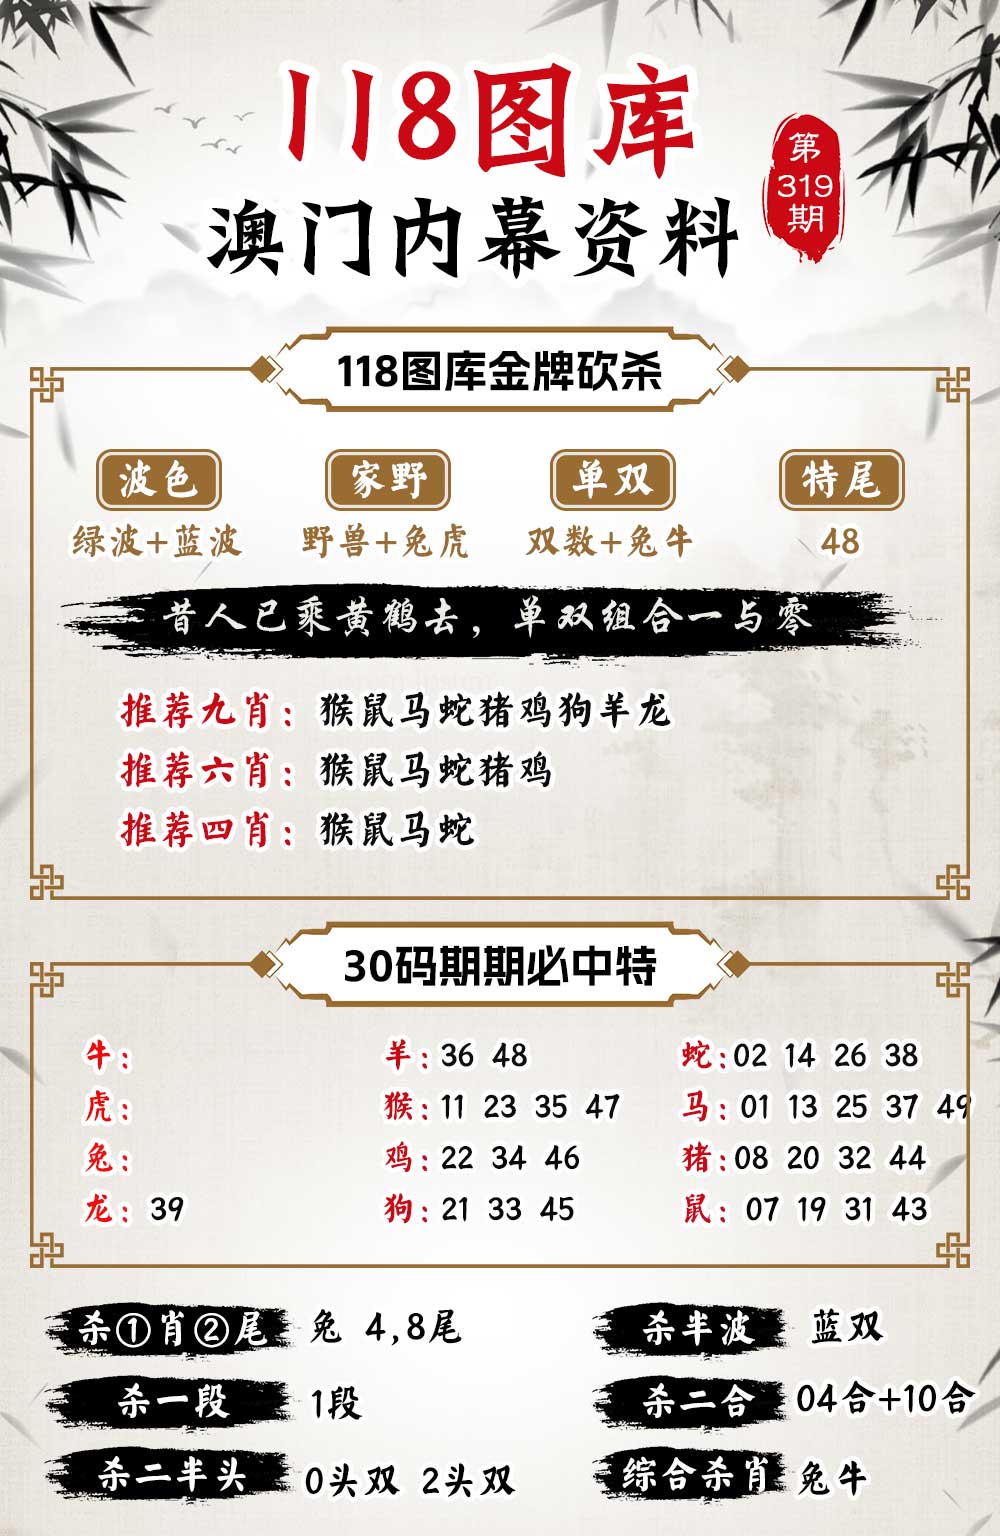 118图库
澳门内幕资料
第
319
期
118图库金牌砍杀
波色 家野 单双 特尾
绿波+蓝波 野兽+兔虎 双数+兔牛 48
昔人已乘黄鹤去，单双组合一与零
推荐九肖：猴鼠马蛇猪鸡狗羊龙
推荐六肖：猴鼠马蛇猪鸡
推荐四肖：猴鼠马蛇
30码期期必中特
牛： 羊：36 48 蛇：02 14 26 38
虎： 猴：11 23 35 47 马：01 13 25 37 49
兔： 鸡：22 34 46 猪：08 20 32 44
龙：39 狗：21 33 45 鼠：07 19 31 43
杀①肖②尾 兔 4,8尾 杀半波 蓝双
杀一段 1段 杀二合 04合+10合
杀二半头 0头双 2头双 综合杀肖 兔牛